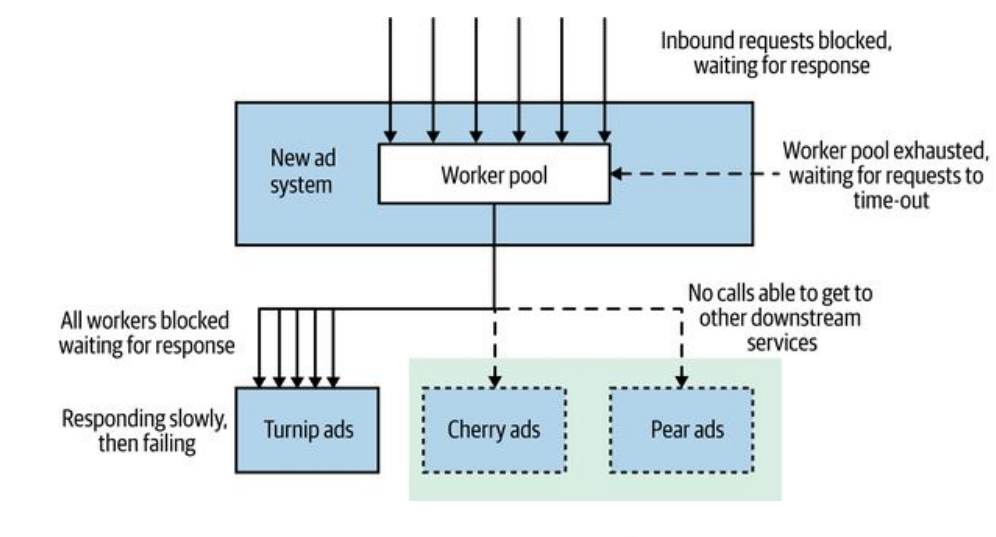 Inbound requests blocked,
waiting for response
New ad
system
Worker pool
Worker pool exhausted,
waiting for requests to
time-out
All workers blocked
waiting for response
No calls able to get to
other downstream
services
Responding slowly,
then failing
Turnip ads
Cherry ads
Pear ads